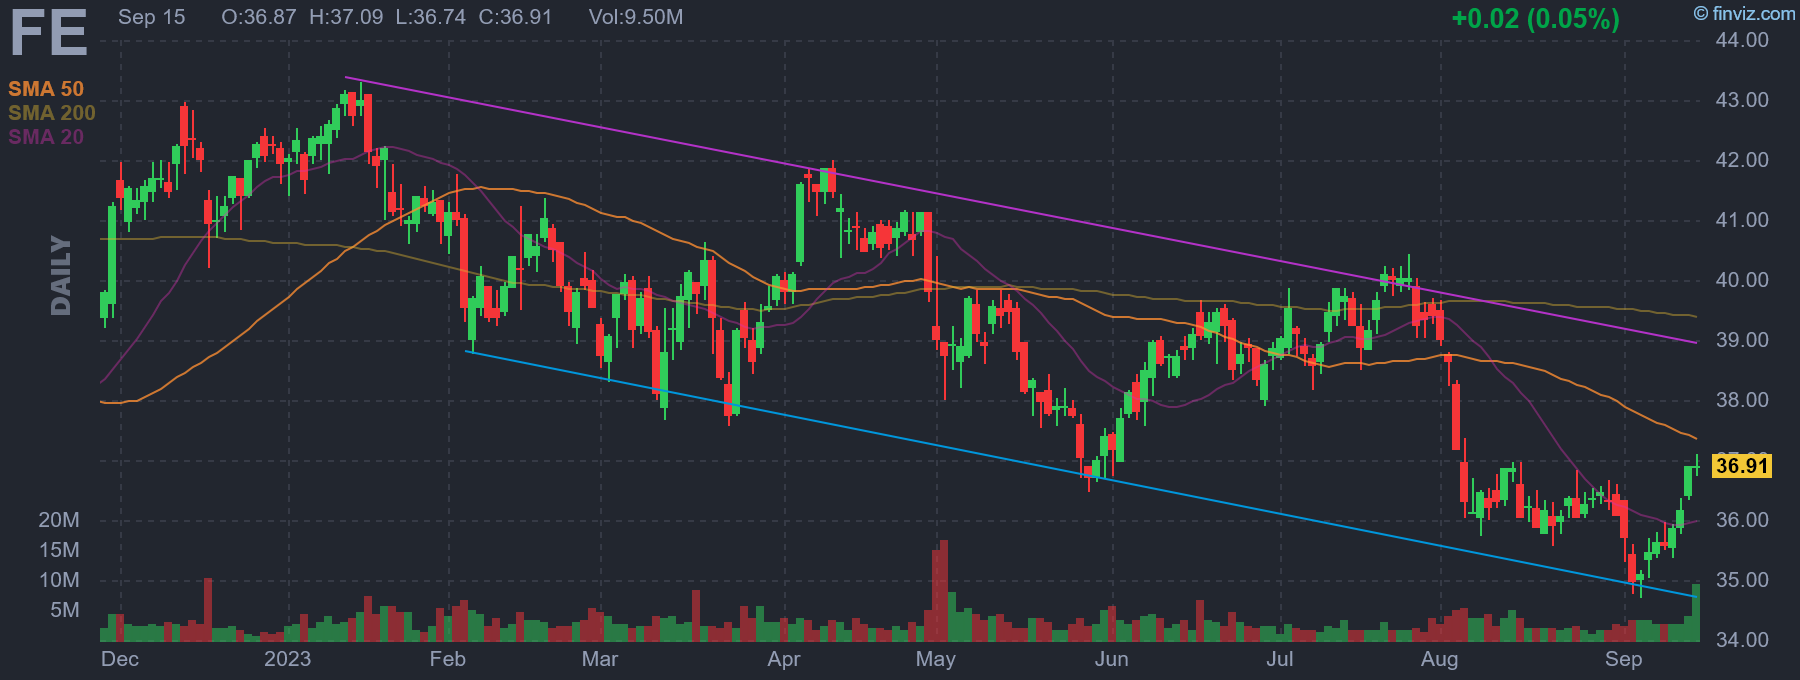 FE Sep 15 O:36.87 H:37.09 L:36.74 C:36.91 Vol:9.50M +0.02 (0.05%) © finviz.com
SMA 50
SMA 200
SMA 20
DAILY
44.00
43.00
42.00
41.00
40.00
39.00
38.00
36.91
36.00
35.00
34.00
20M
15M
10M
5M
Dec 2023 Feb Mar Apr May Jun Jul Aug Sep